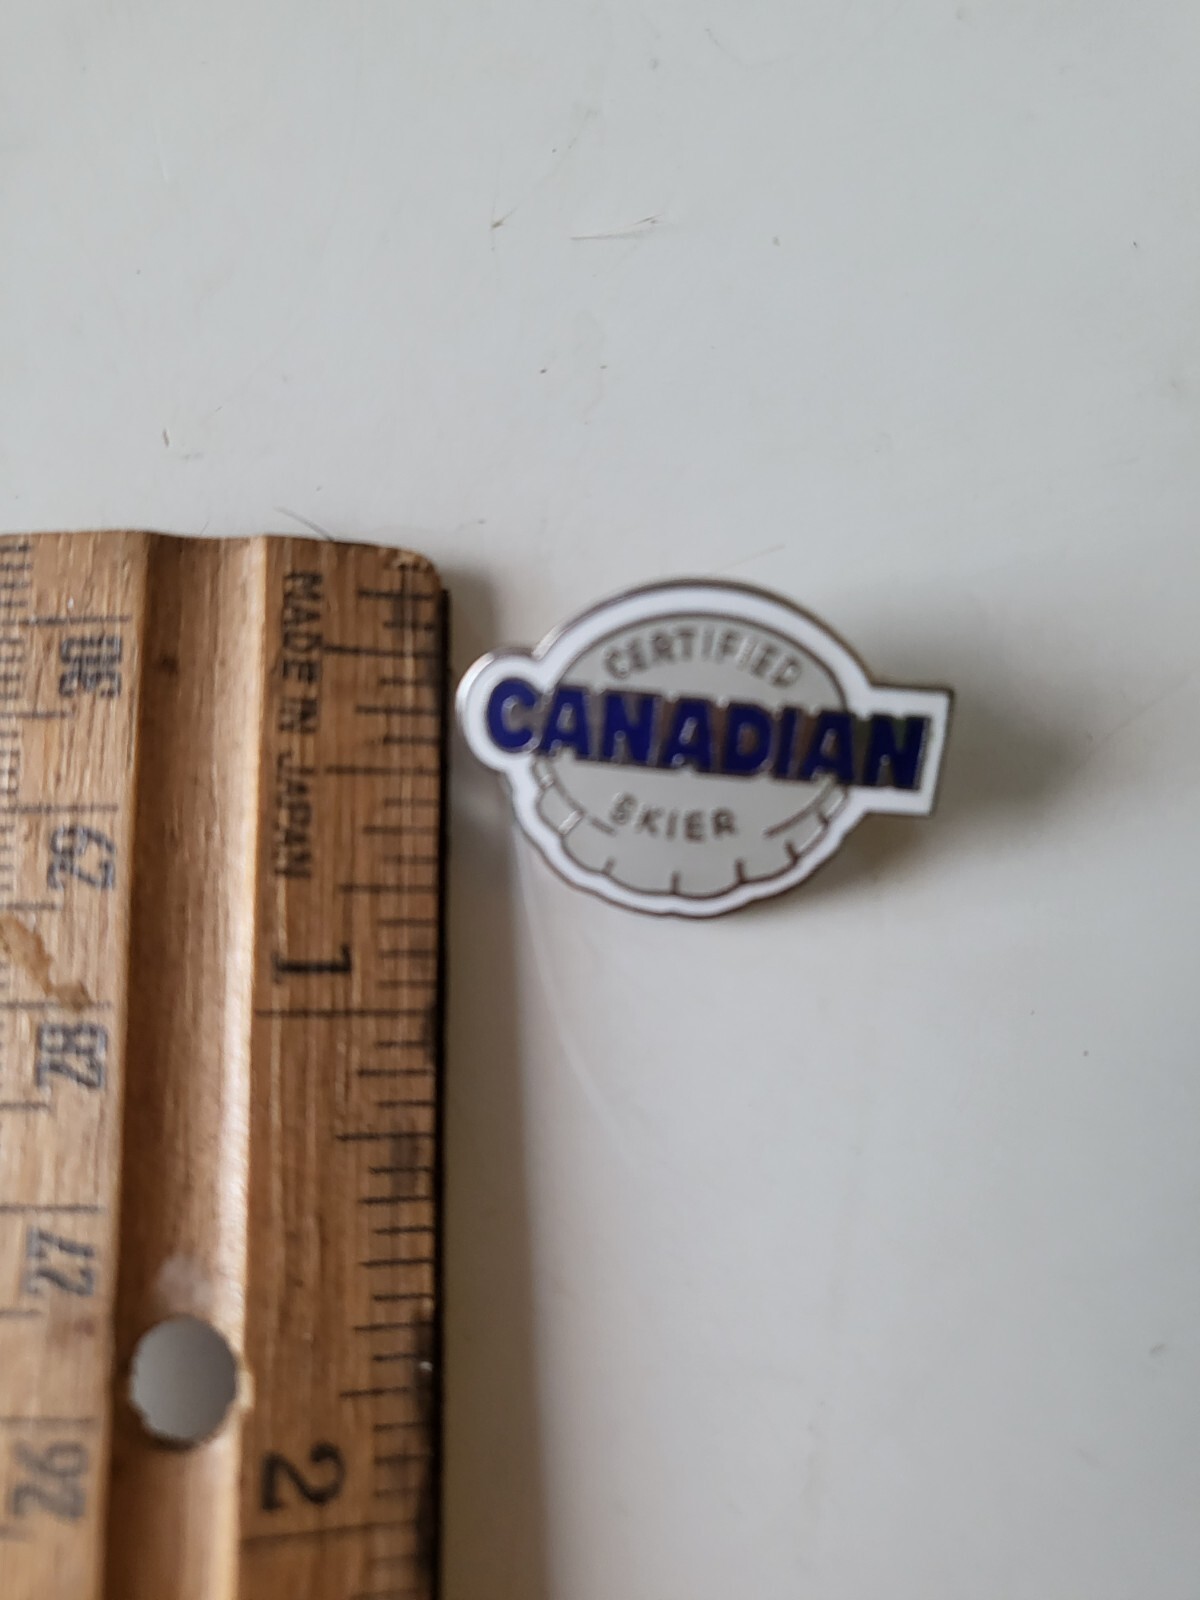 CERTIFIED
CANADIAN
SKIER
MADE IN JAPAN
1
2
30
29
28
27
26